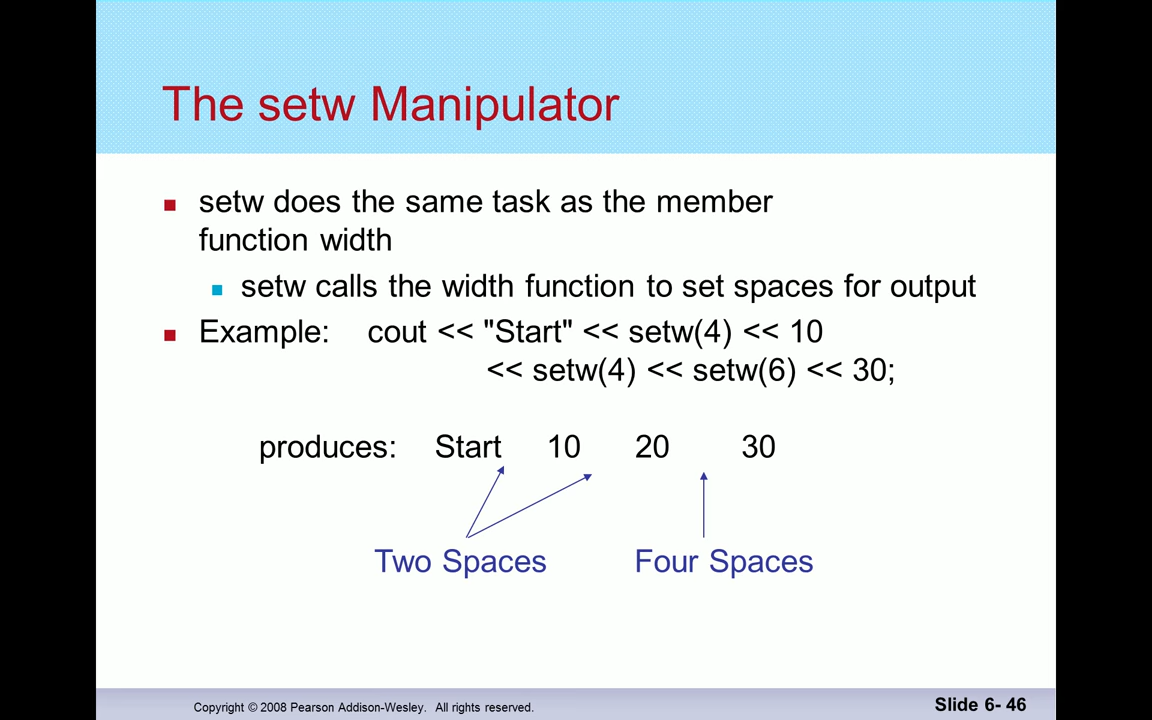 The setw Manipulator
setw does the same task as the member
function width
setw calls the width function to set spaces for output
Example: cout << "Start" << setw(4) << 10
<< setw(4) << setw(6) << 30;
produces: Start 10 20 30
Two Spaces Four Spaces
Copyright © 2008 Pearson Addison-Wesley. All rights reserved.
Slide 6- 46